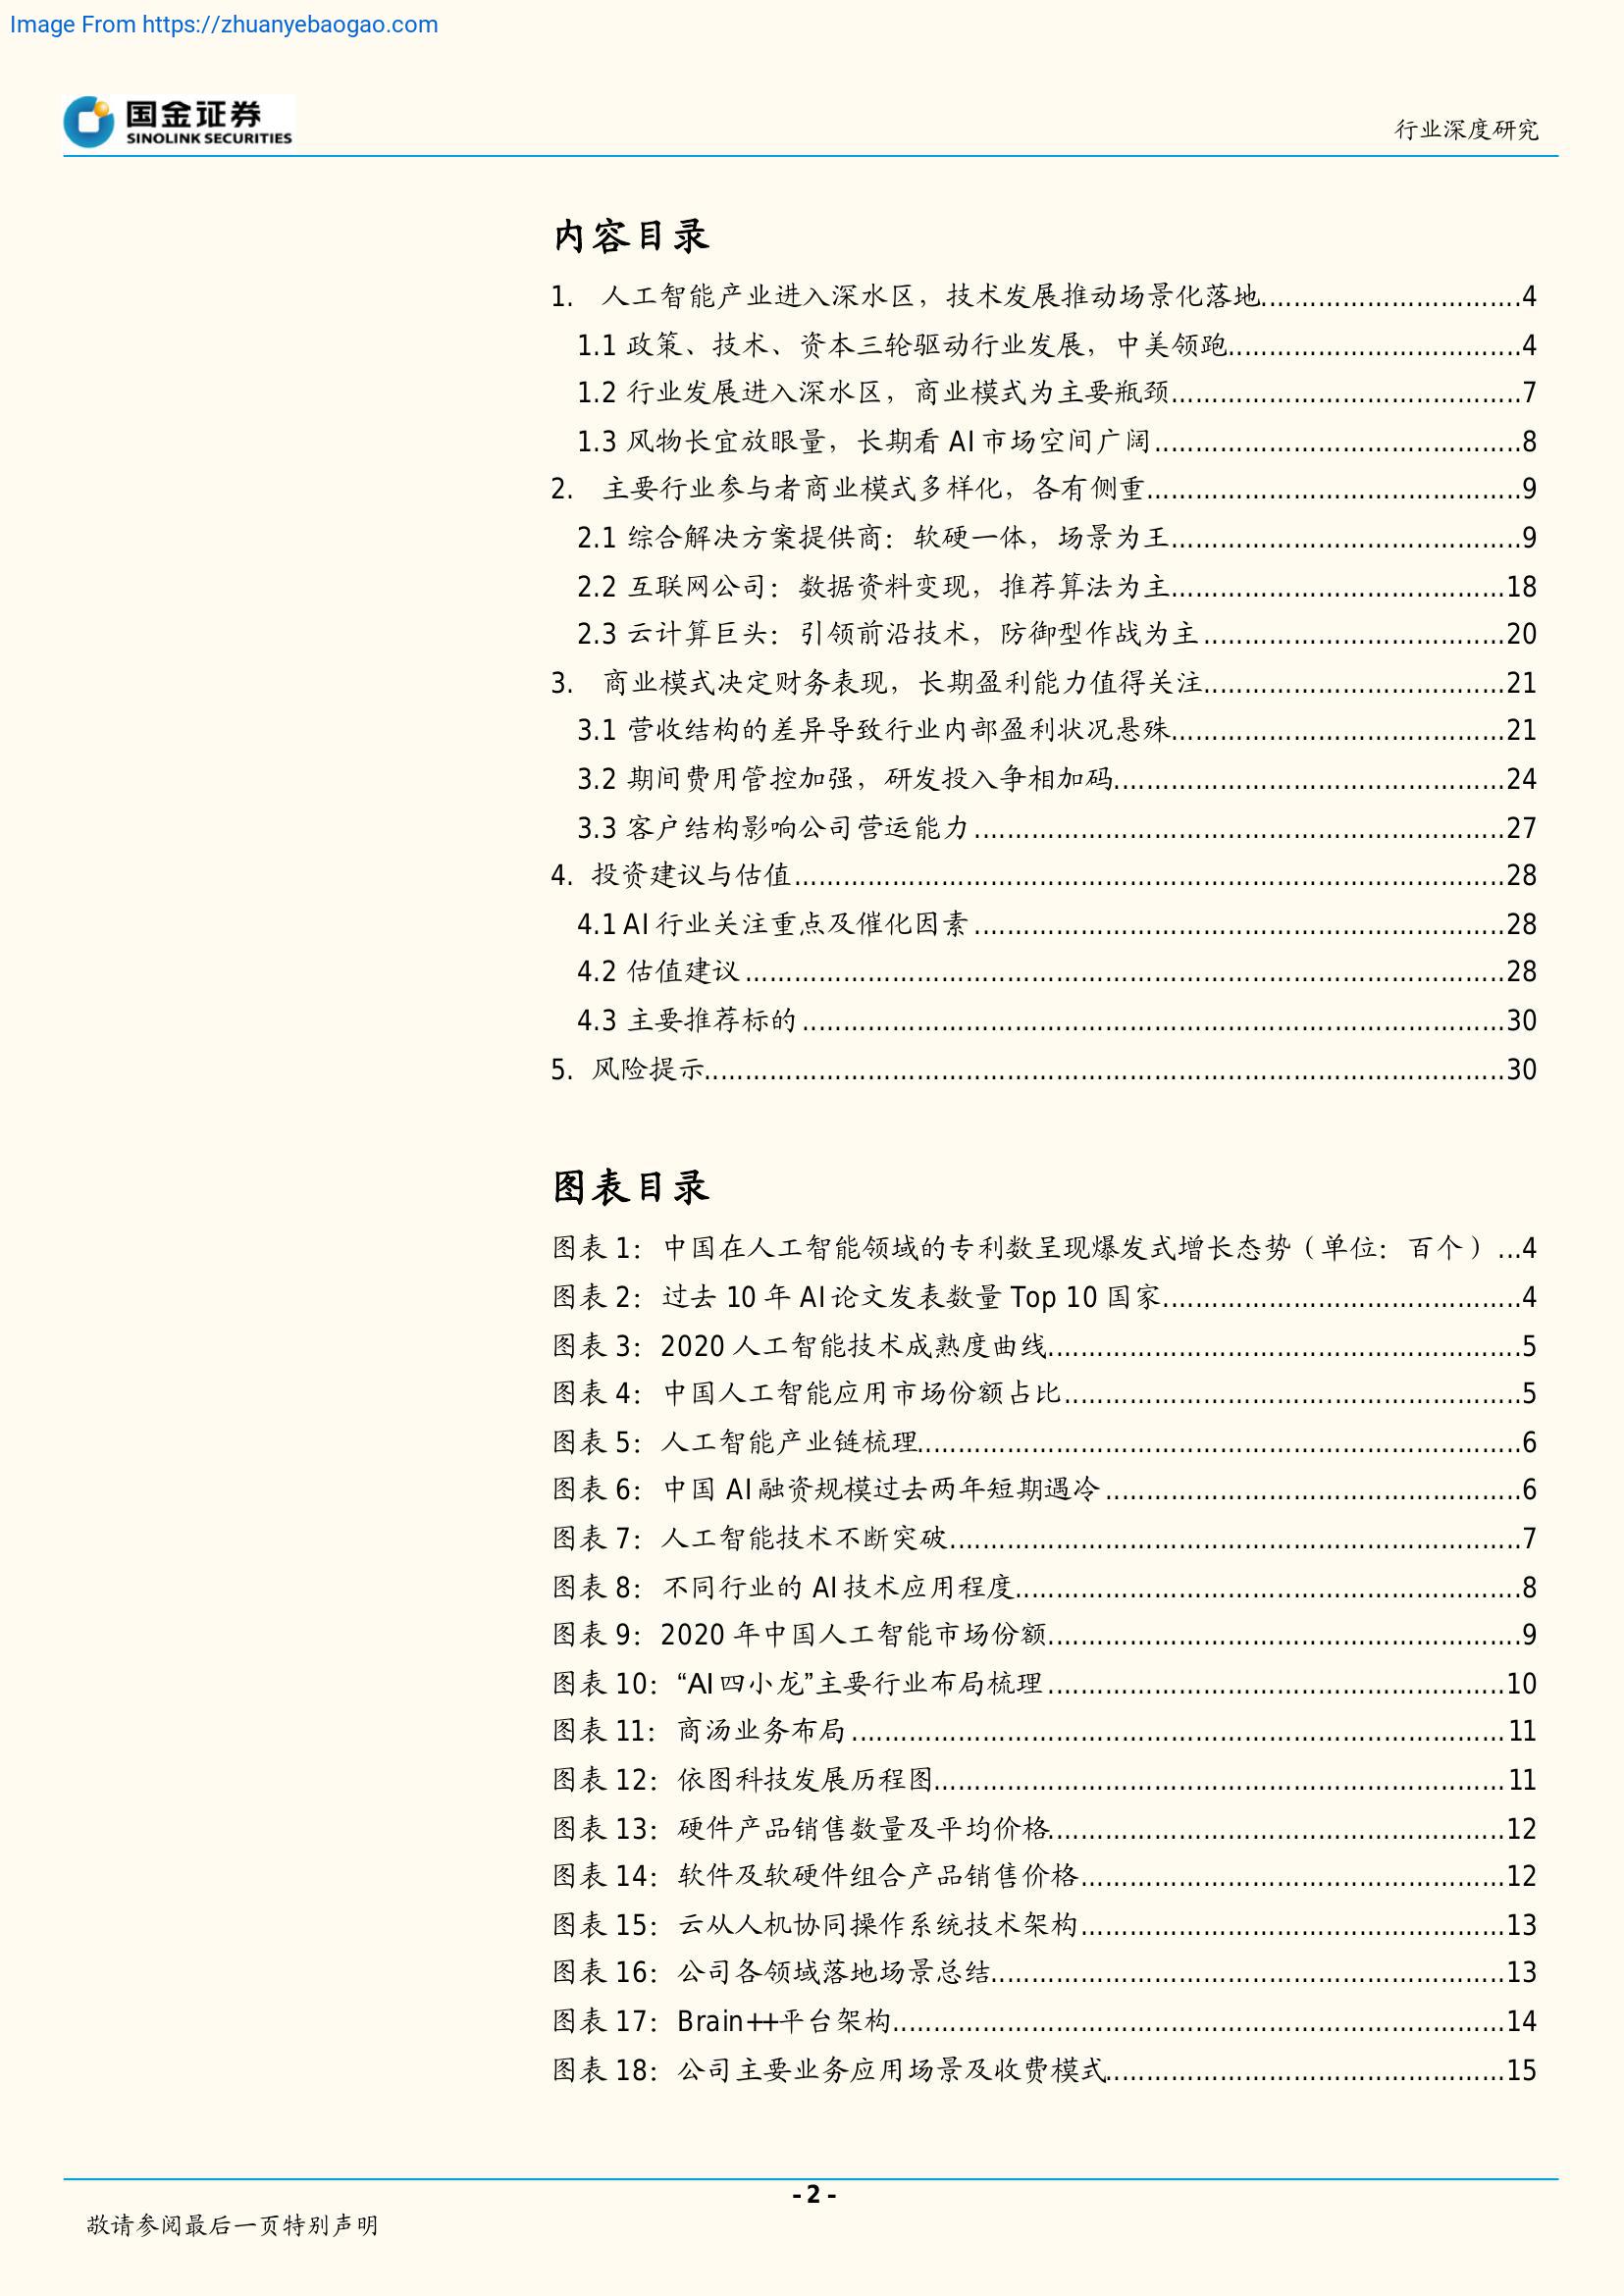 Image From https://zhuanyebaogao.com
国金证券
SINOLINK SECURITIES
行业深度研究
内容目录
1. 人工智能产业进入深水区，技术发展推动场景化落地................................4
1.1 政策、技术、资本三轮驱动行业发展，中美领跑....................................4
1.2 行业发展进入深水区，商业模式为主要瓶颈...........................................7
1.3 风物长宜放眼量，长期看 AI 市场空间广阔.............................................8
2. 主要行业参与者商业模式多样化，各有侧重..............................................9
2.1 综合解决方案提供商：软硬一体，场景为王...........................................9
2.2 互联网公司：数据资料变现，推荐算法为主.........................................18
2.3 云计算巨头：引领前沿技术，防御型作战为主.....................................20
3. 商业模式决定财务表现，长期盈利能力值得关注.....................................21
3.1 营收结构的差异导致行业内部盈利状况悬殊.........................................21
3.2 期间费用管控加强，研发投入争相加码................................................24
3.3 客户结构影响公司营运能力.................................................................27
4. 投资建议与估值.......................................................................................28
4.1 AI 行业关注重点及催化因素.................................................................28
4.2 估值建议.............................................................................................28
4.3 主要推荐标的......................................................................................30
5. 风险提示..................................................................................................30
图表目录
图表 1：中国在人工智能领域的专利数呈现爆发式增长态势（单位：百个）...4
图表 2：过去 10 年 AI 论文发表数量 Top 10 国家............................................4
图表 3：2020 人工智能技术成熟度曲线..........................................................5
图表 4：中国人工智能应用市场份额占比........................................................5
图表 5：人工智能产业链梳理..........................................................................6
图表 6：中国 AI 融资规模过去两年短期遇冷...................................................6
图表 7：人工智能技术不断突破......................................................................7
图表 8：不同行业的 AI 技术应用程度..............................................................8
图表 9：2020 年中国人工智能市场份额..........................................................9
图表 10：“AI 四小龙”主要行业布局梳理........................................................10
图表 11：商汤业务布局................................................................................11
图表 12：依图科技发展历程图......................................................................11
图表 13：硬件产品销售数量及平均价格........................................................12
图表 14：软件及软硬件组合产品销售价格....................................................12
图表 15：云从人机协同操作系统技术架构....................................................13
图表 16：公司各领域落地场景总结...............................................................13
图表 17：Brain++平台架构...........................................................................14
图表 18：公司主要业务应用场景及收费模式.................................................15
- 2 -
敬请参阅最后一页特别声明